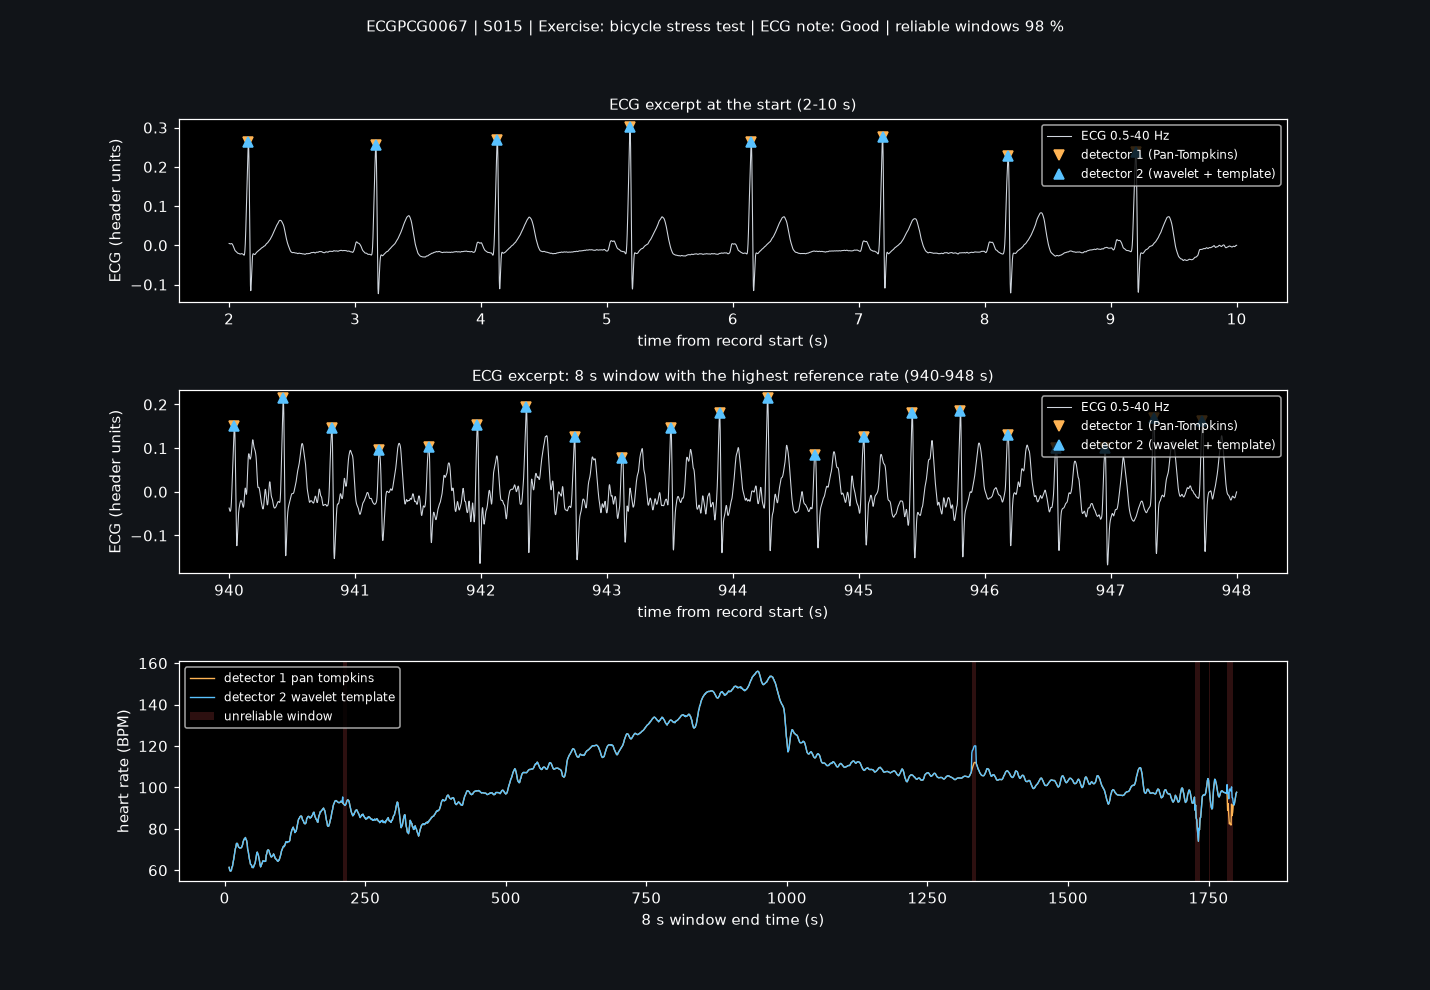 ECGPCG0067 | S015 | Exercise: bicycle stress test | ECG note: Good | reliable windows 98 %
ECG excerpt at the start (2-10 s)
ECG (header units)
0.3
0.2
0.1
0.0
−0.1
ECG 0.5-40 Hz
detector 1 (Pan-Tompkins)
detector 2 (wavelet + template)
2 3 4 5 6 7 8 9 10
time from record start (s)
ECG excerpt: 8 s window with the highest reference rate (940-948 s)
ECG (header units)
0.2
0.1
0.0
−0.1
ECG 0.5-40 Hz
detector 1 (Pan-Tompkins)
detector 2 (wavelet + template)
940 941 942 943 944 945 946 947 948
time from record start (s)
heart rate (BPM)
160
140
120
100
80
60
detector 1 pan tompkins
detector 2 wavelet template
unreliable window
0 250 500 750 1000 1250 1500 1750
8 s window end time (s)